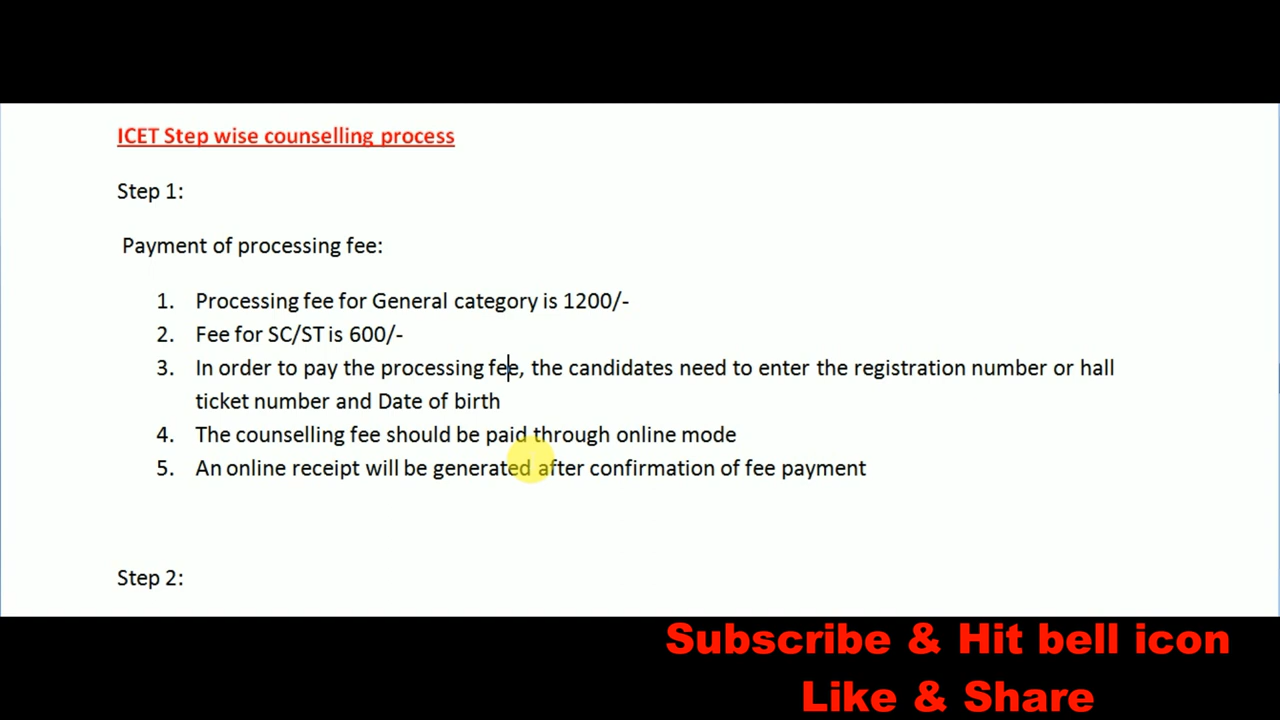 ICET Step wise counselling process
Step 1:
Payment of processing fee:
1. Processing fee for General category is 1200/-
2. Fee for SC/ST is 600/-
3. In order to pay the processing fee, the candidates need to enter the registration number or hall
ticket number and Date of birth
4. The counselling fee should be paid through online mode
5. An online receipt will be generated after confirmation of fee payment
Step 2:
Subscribe & Hit bell icon
Like & Share